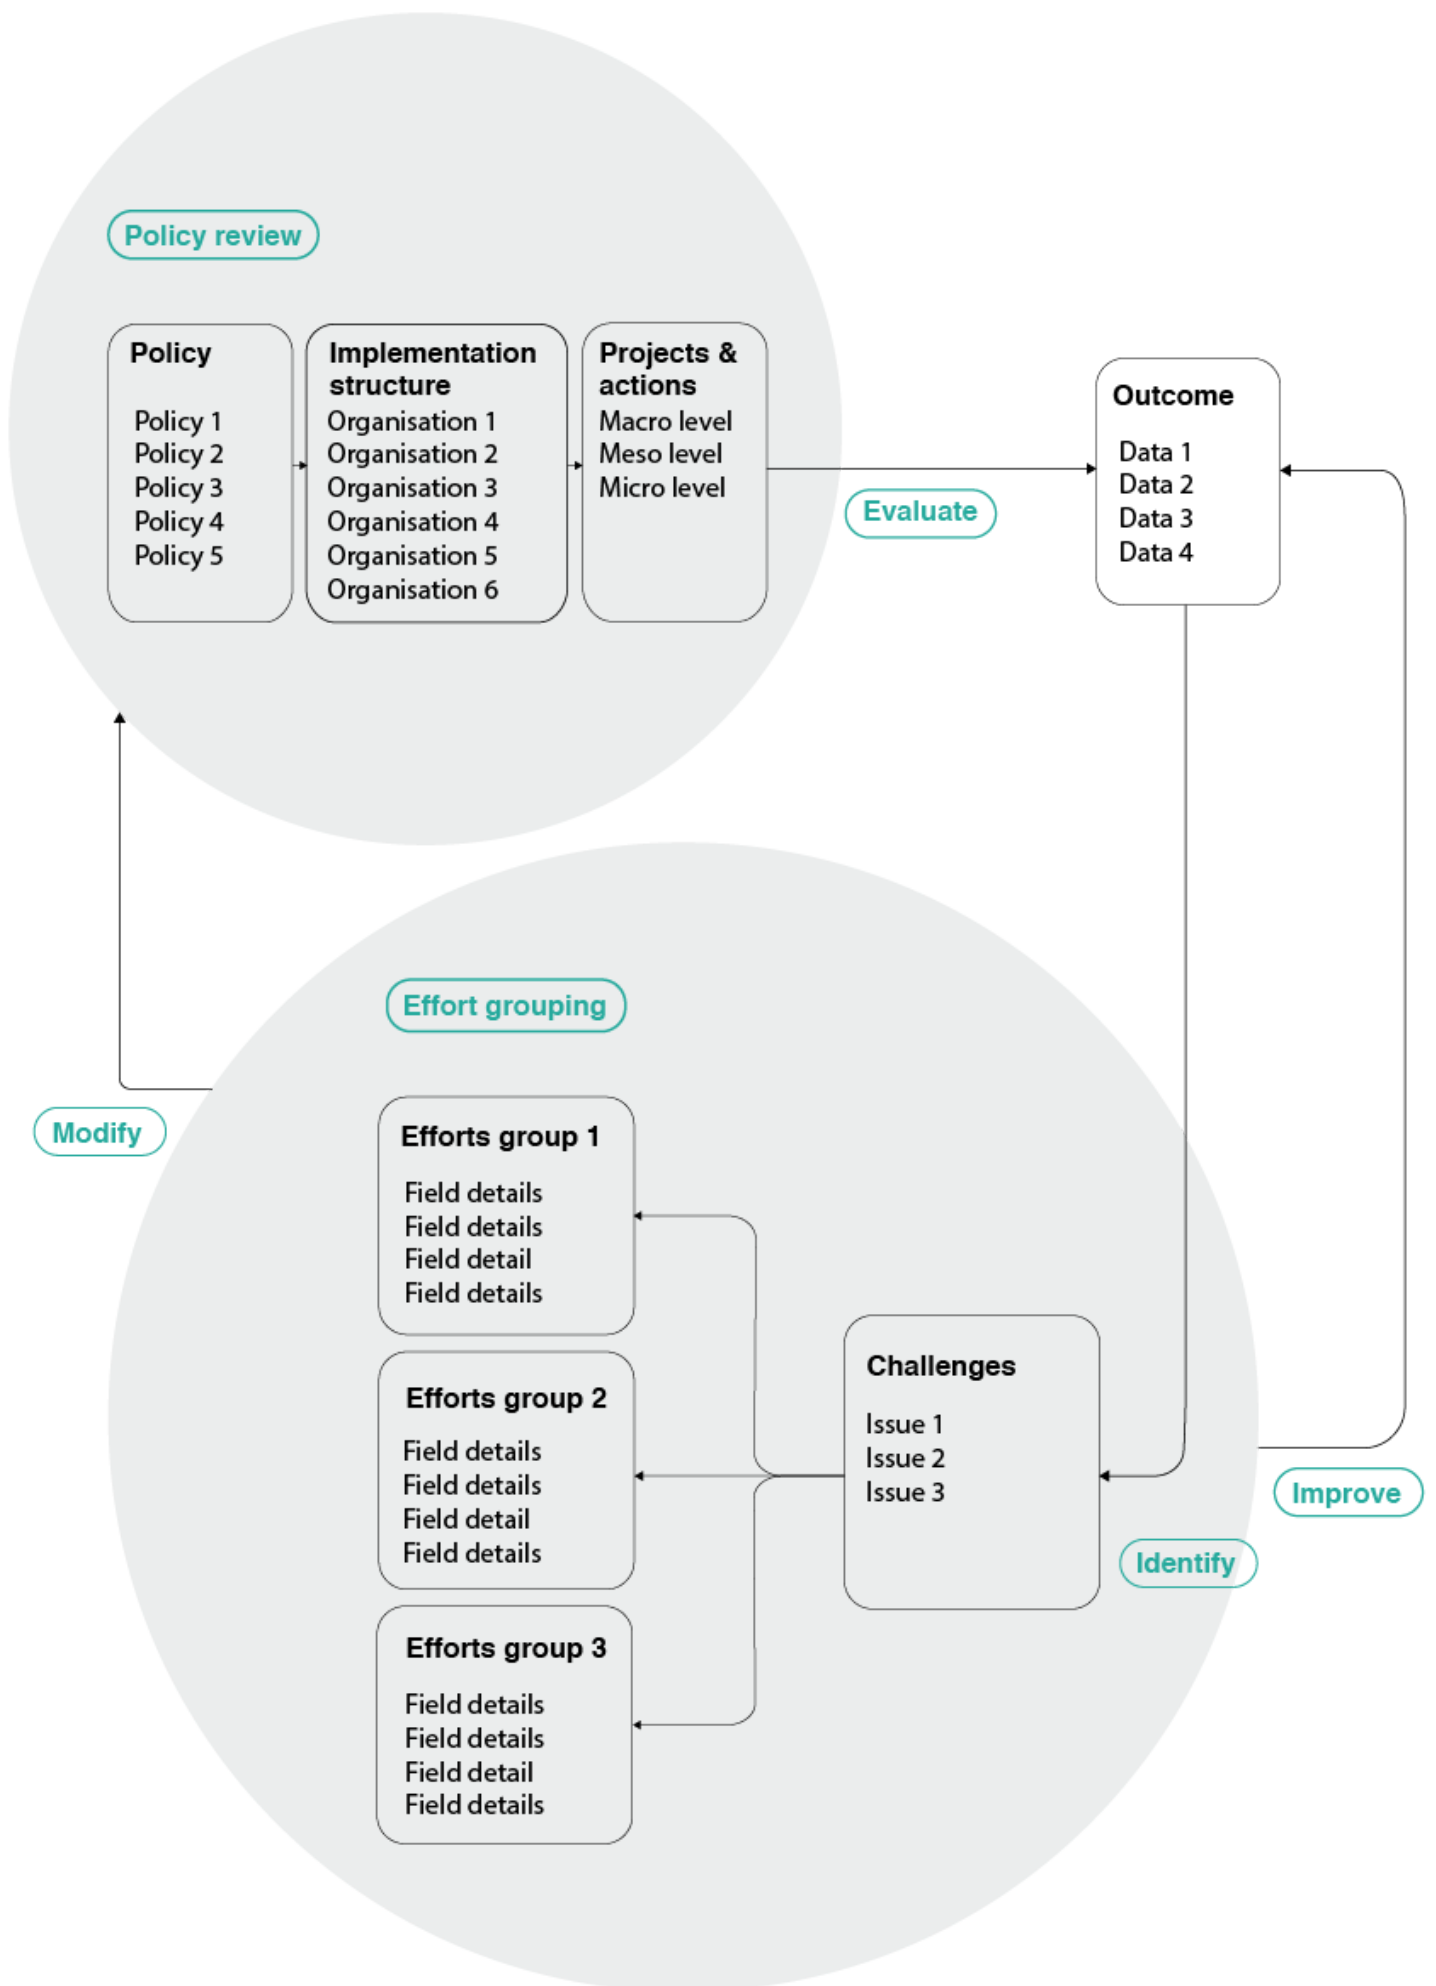 Policy review
Policy
Policy 1
Policy 2
Policy 3
Policy 4
Policy 5
Implementation
structure
Organisation 1
Organisation 2
Organisation 3
Organisation 4
Organisation 5
Organisation 6
Projects &
actions
Macro level
Meso level
Micro level
Evaluate
Outcome
Data 1
Data 2
Data 3
Data 4
Effort grouping
Modify
Efforts group 1
Field details
Field details
Field detail
Field details
Efforts group 2
Field details
Field details
Field detail
Field details
Efforts group 3
Field details
Field details
Field detail
Field details
Challenges
Issue 1
Issue 2
Issue 3
Improve
Identify